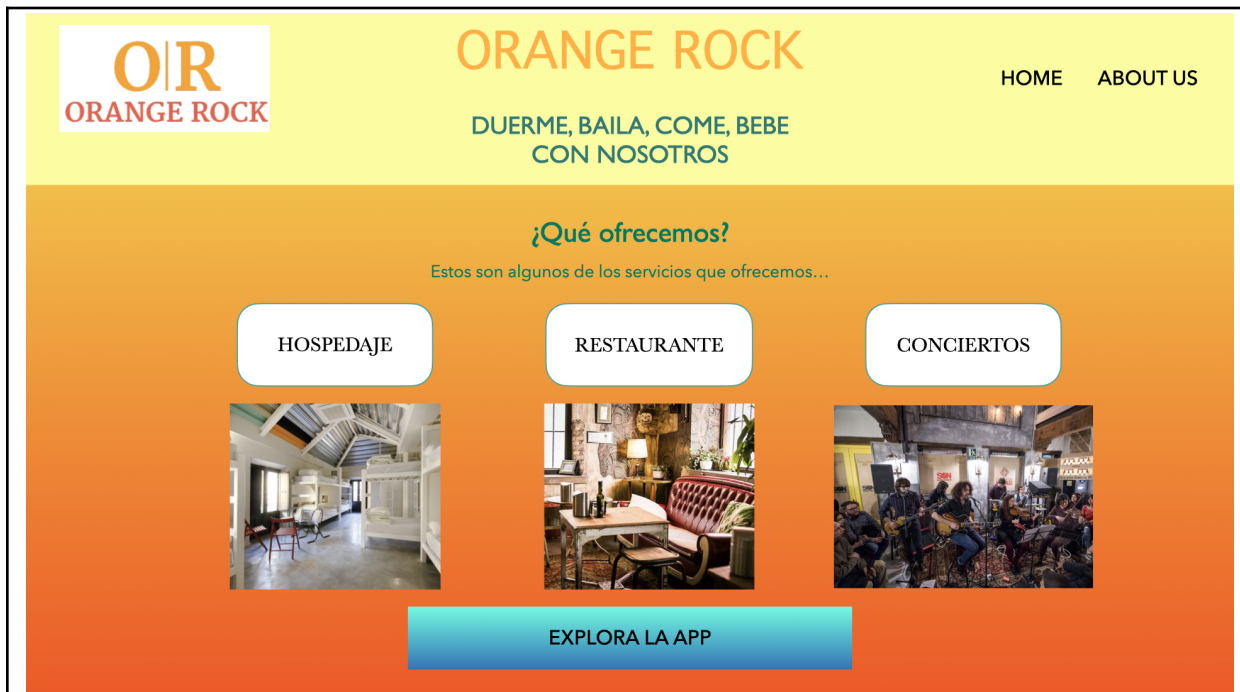 O|R
ORANGE ROCK
ORANGE ROCK
HOME
ABOUT US
DUERME, BAILA, COME, BEBE
CON NOSOTROS
¿Qué ofrecemos?
Estos son algunos de los servicios que ofrecemos...
HOSPEDAJE
RESTAURANTE
CONCIERTOS
EXPLORA LA APP